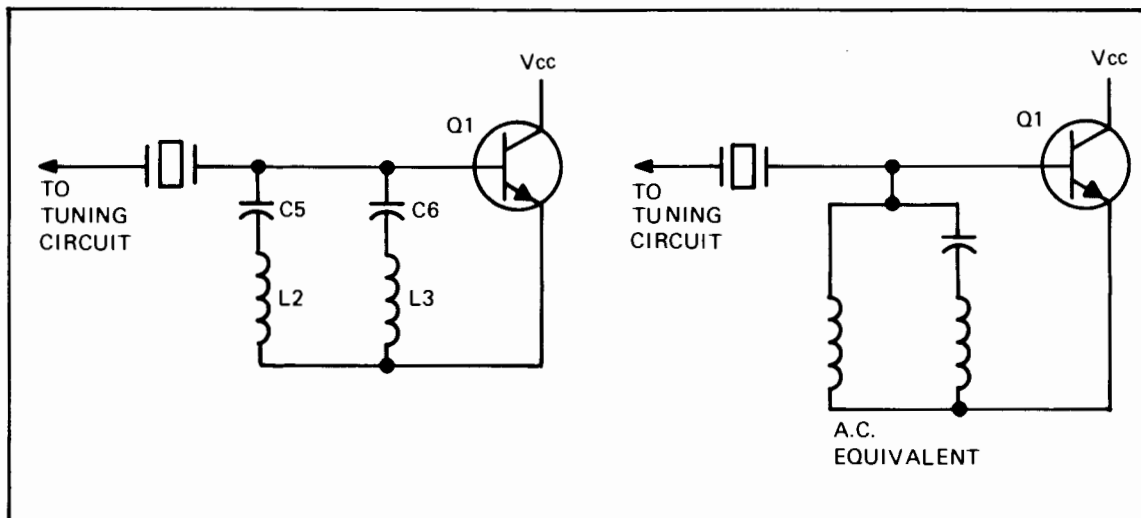 Vcc
Q1
TO
TUNING
CIRCUIT
C5
C6
L2
L3
Vcc
Q1
TO
TUNING
CIRCUIT
A.C.
EQUIVALENT